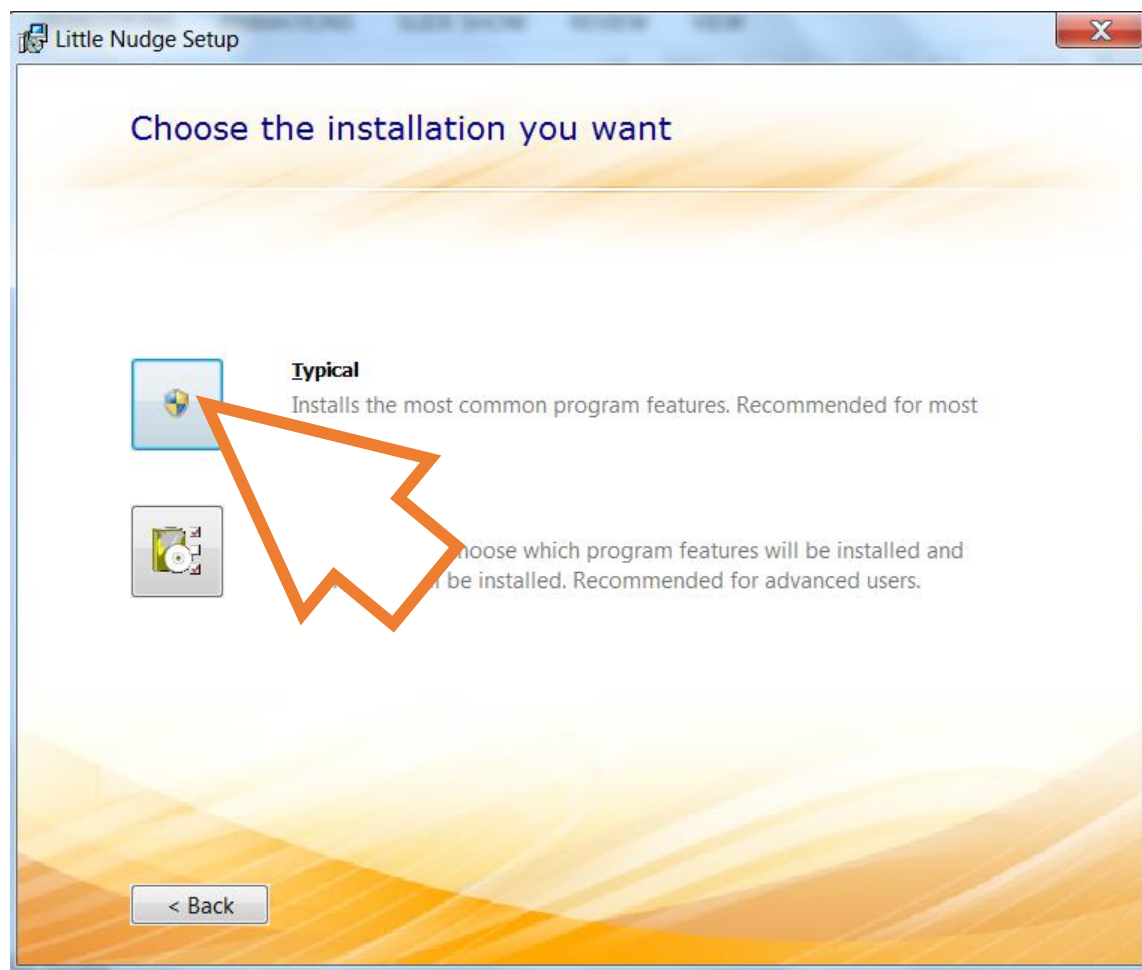 Little Nudge Setup
Choose the installation you want
Typical
Installs the most common program features. Recommended for most
which program features will be installed and
be installed. Recommended for advanced users.
< Back